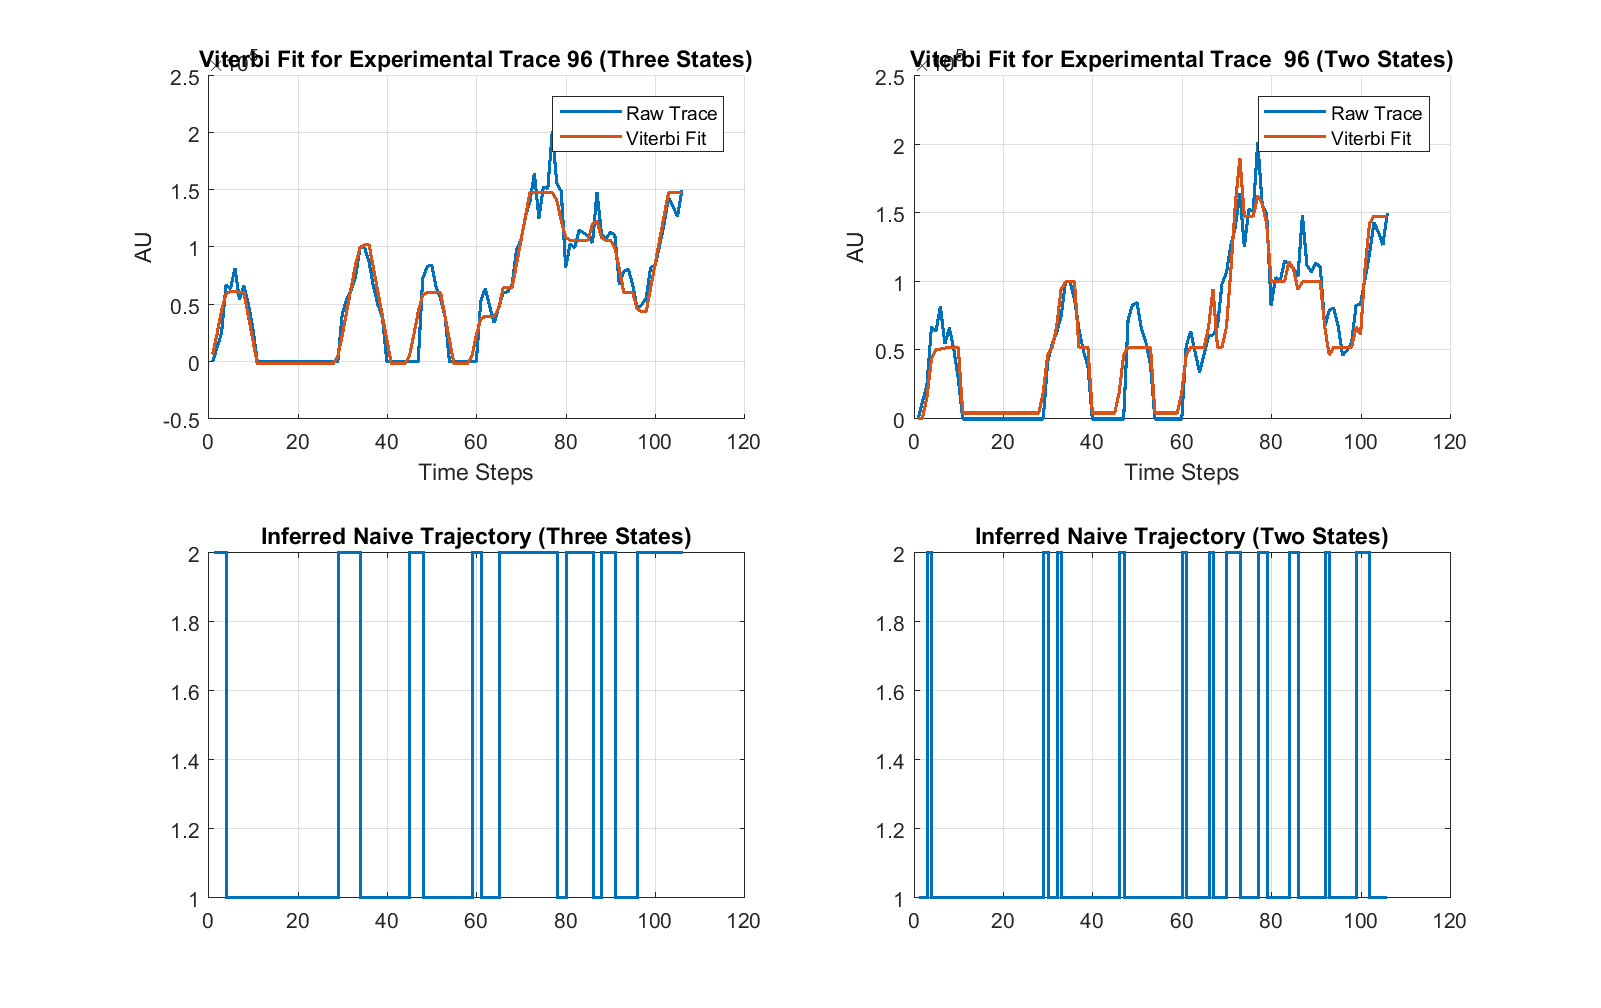 Viterbi Fit for Experimental Trace 96 (Three States)
×10^5
2.5
2
1.5
1
0.5
0
-0.5
AU
Raw Trace
Viterbi Fit
0 20 40 60 80 100 120
Time Steps
Viterbi Fit for Experimental Trace 96 (Two States)
×10^5
2.5
2
1.5
1
0.5
0
AU
Raw Trace
Viterbi Fit
0 20 40 60 80 100 120
Time Steps
Inferred Naive Trajectory (Three States)
2
1.8
1.6
1.4
1.2
1
0 20 40 60 80 100 120
Inferred Naive Trajectory (Two States)
2
1.8
1.6
1.4
1.2
1
0 20 40 60 80 100 120